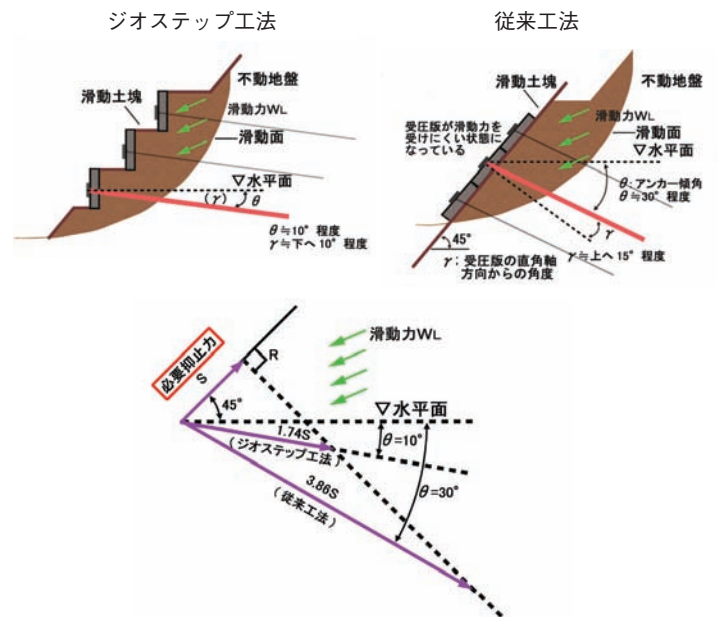 ジオステップ工法
不動地盤
滑動土塊
滑動力WL
滑動面
▽水平面
(γ)
θ
θ≒10°程度
γ≒下へ10°程度
従来工法
滑動土塊
不動地盤
滑動力WL
受圧版が滑動力を
受けにくい状態に
なっている
滑動面
▽水平面
θ:アンカー傾角
θ≒30°程度
γ
γ≒上へ15°程度
45°
γ:受圧版の直角軸
方向からの角度
必要抑止力
S
R
滑動力WL
45°
▽水平面
1.74S
(ジオステップ工法)
θ=10°
3.86S
(従来工法)
θ=30°